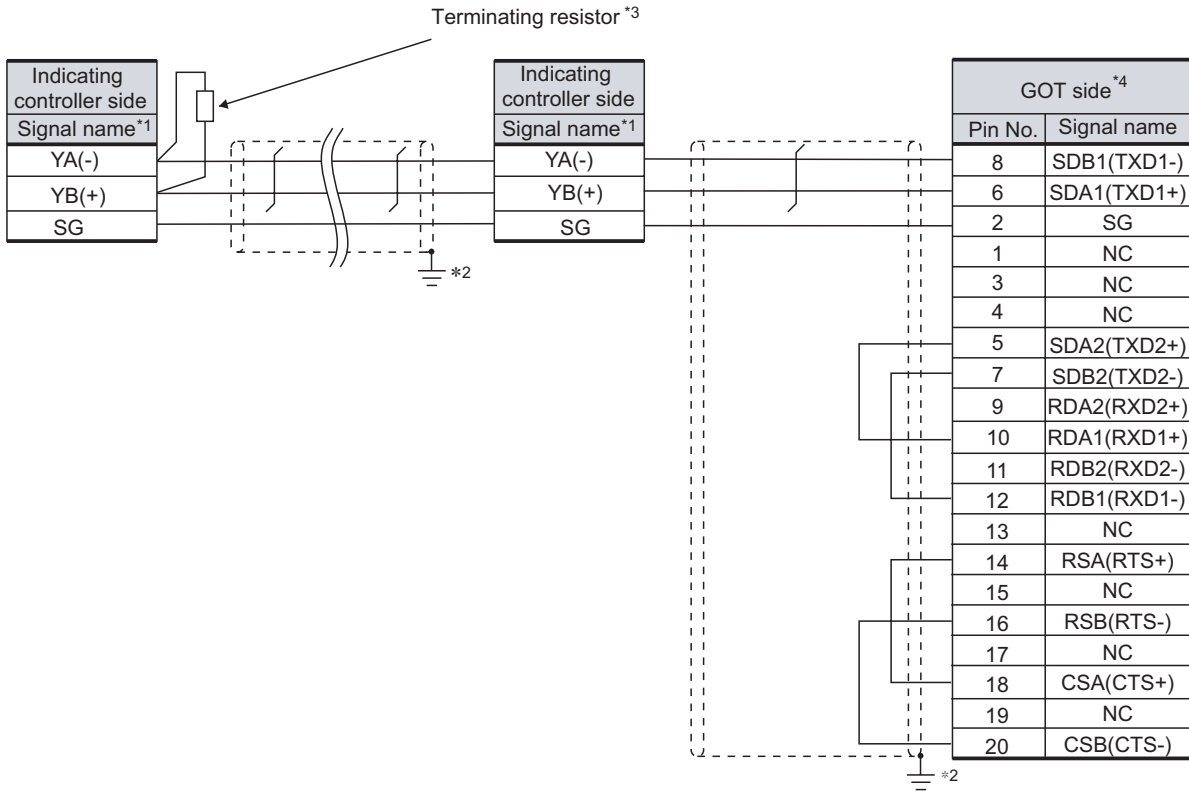 Terminating resistor *3
Indicating
controller side
Signal name*1
YA(-)
YB(+)
SG
*2
Indicating
controller side
Signal name*1
YA(-)
YB(+)
SG
GOT side*4
Pin No. Signal name
8 SDB1(TXD1-)
6 SDA1(TXD1+)
2 SG
1 NC
3 NC
4 NC
5 SDA2(TXD2+)
7 SDB2(TXD2-)
9 RDA2(RXD2+)
10 RDA1(RXD1+)
11 RDB2(RXD2-)
12 RDB1(RXD1-)
13 NC
14 RSA(RTS+)
15 NC
16 RSB(RTS-)
17 NC
18 CSA(CTS+)
19 NC
20 CSB(CTS-)
*2